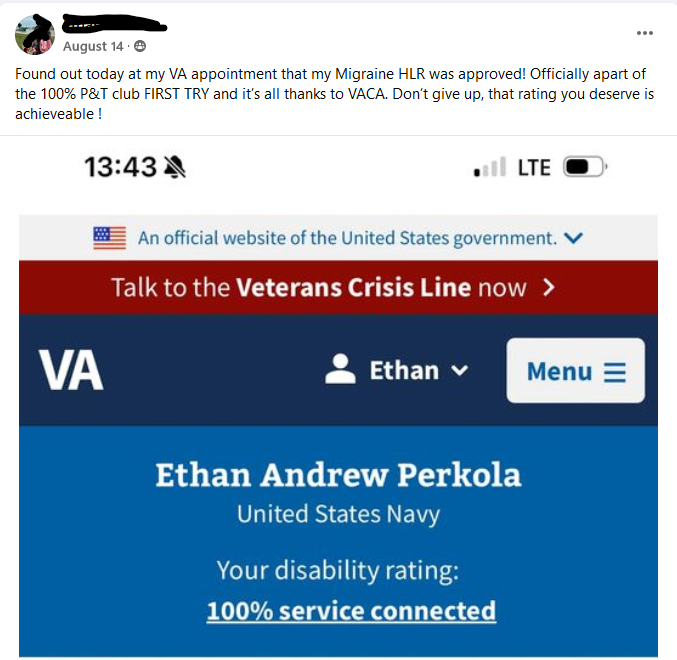 August 14
Found out today at my VA appointment that my Migraine HLR was approved! Officially apart of
the 100% P&T club FIRST TRY and it's all thanks to VACA. Don't give up, that rating you deserve is
achieveable !
13:43 LTE
An official website of the United States government.
Talk to the Veterans Crisis Line now
VA Ethan Menu
Ethan Andrew Perkola
United States Navy
Your disability rating:
100% service connected